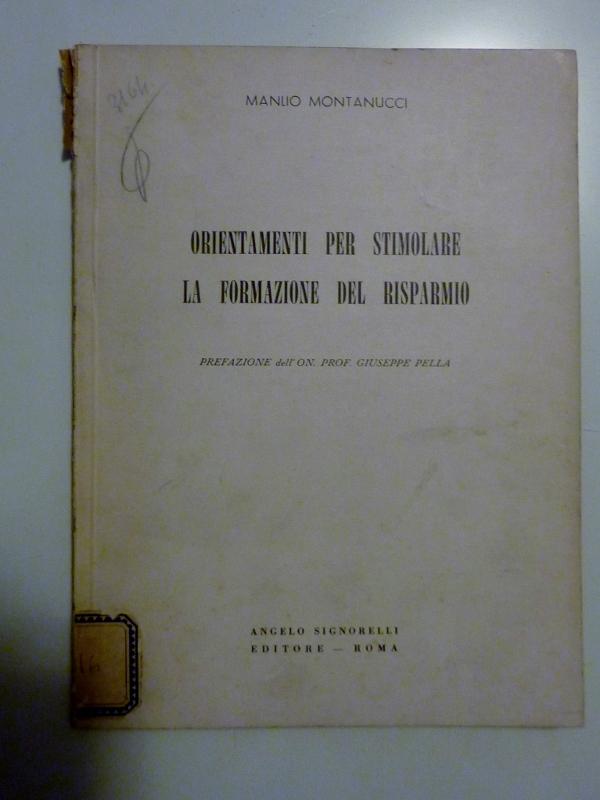 3164
MANLIO MONTANUCCI
ORIENTAMENTI PER STIMOLARE
LA FORMAZIONE DEL RISPARMIO
PREFAZIONE dell' ON. PROF. GIUSEPPE PELLA
ANGELO SIGNORELLI
EDITORE — ROMA